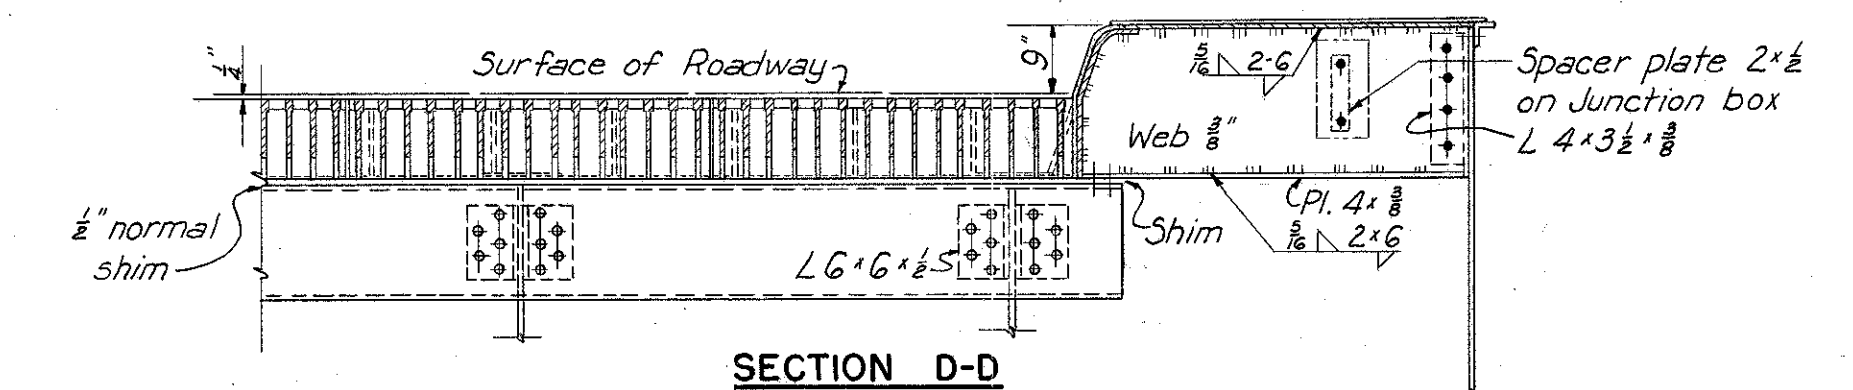 1/4"
Surface of Roadway
9"
5/16 2-6
Spacer plate 2×1/2
on Junction box
L 4×3 1/2×3/8
Web 3/8"
Pl. 4×3/8
5/16 2×6
1/2" normal
shim
L 6×6×1/2
Shim
SECTION D-D